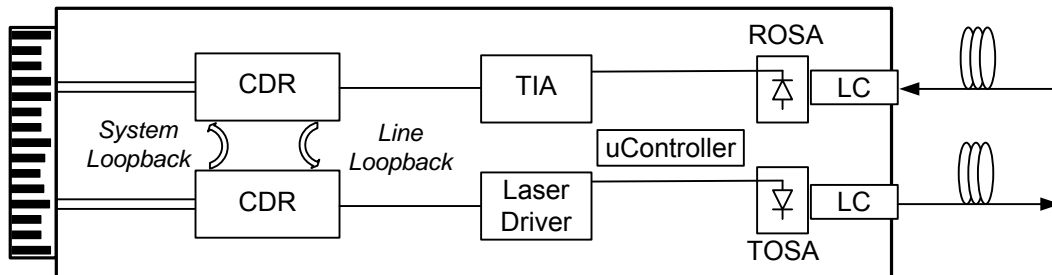 ROSA
CDR
TIA
LC
System
Loopback
Line
Loopback
uController
CDR
Laser
Driver
LC
TOSA